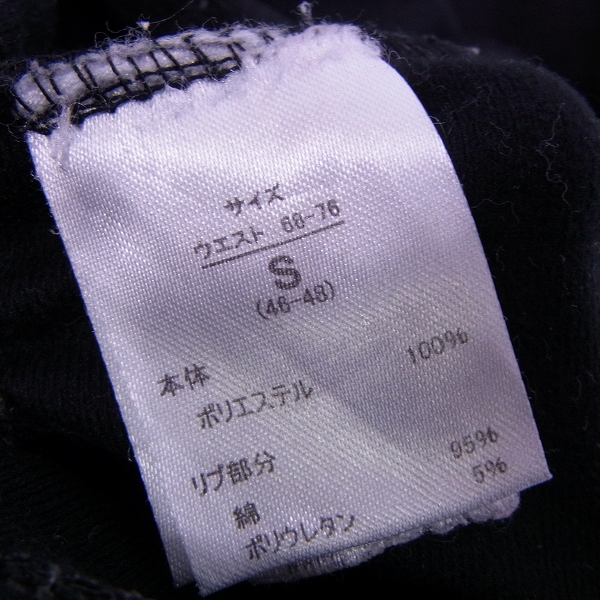 サイズ
ウエスト 68-76
S
(46-48)
本体
ポリエステル 100%
リブ部分
綿 95%
ポリウレタン 5%